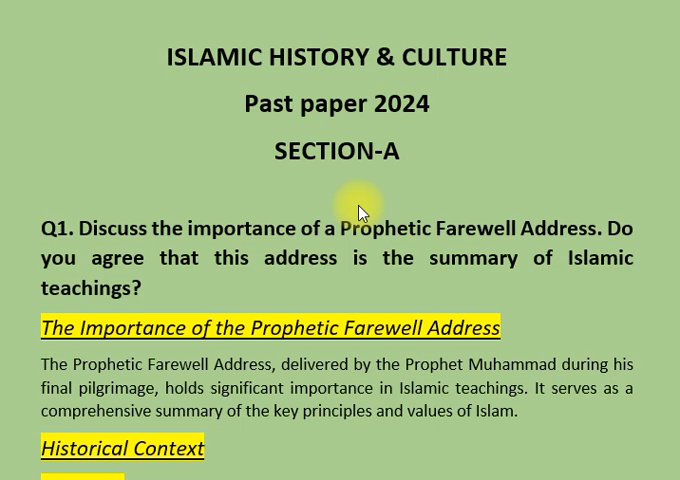 ISLAMIC HISTORY & CULTURE
Past paper 2024
SECTION-A
Q1. Discuss the importance of a Prophetic Farewell Address. Do
you agree that this address is the summary of Islamic
teachings?
The Importance of the Prophetic Farewell Address
The Prophetic Farewell Address, delivered by the Prophet Muhammad during his
final pilgrimage, holds significant importance in Islamic teachings. It serves as a
comprehensive summary of the key principles and values of Islam.
Historical Context